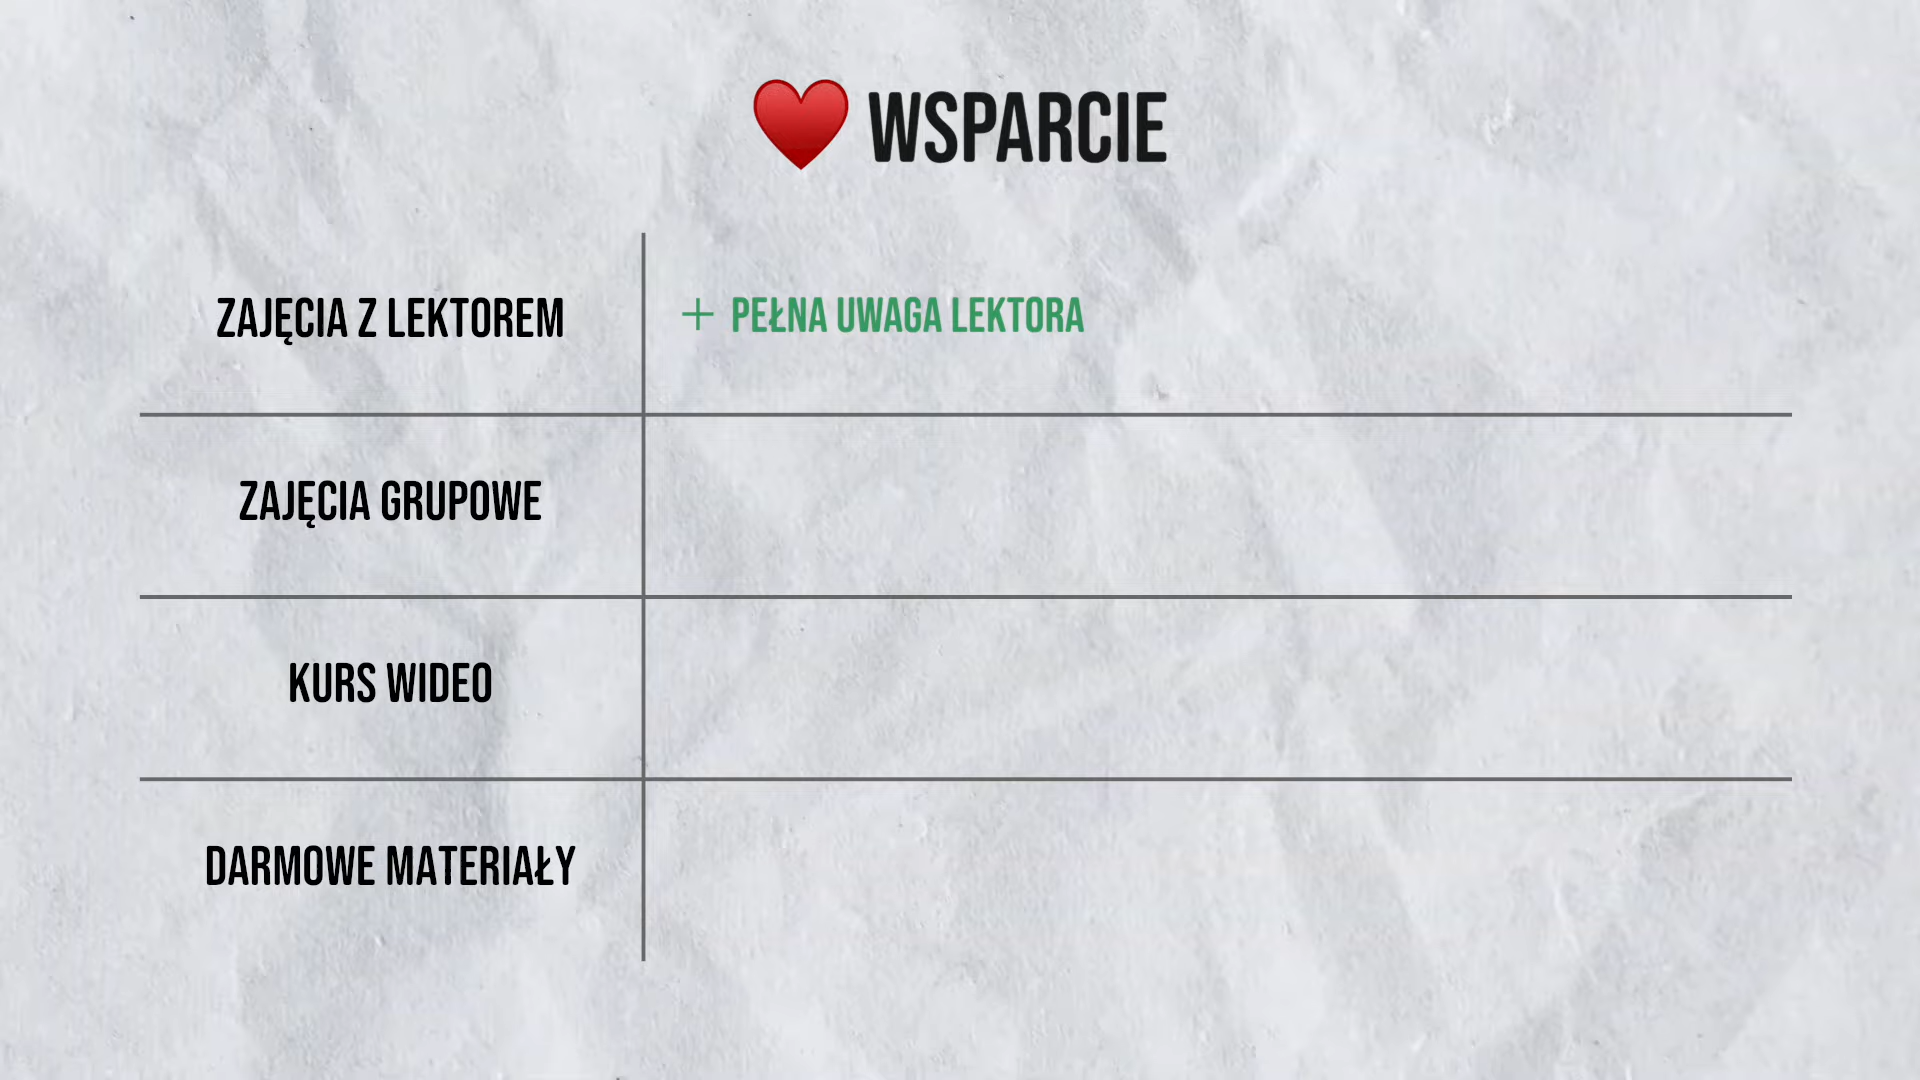 WSPARCIE
ZAJĘCIA Z LEKTOREM
+ PEŁNA UWAGA LEKTORA
ZAJĘCIA GRUPOWE
KURS WIDEO
DARMOWE MATERIAŁY